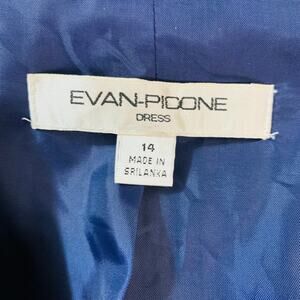 EVAN-PICONE
DRESS
14
MADE IN
SRILANKA